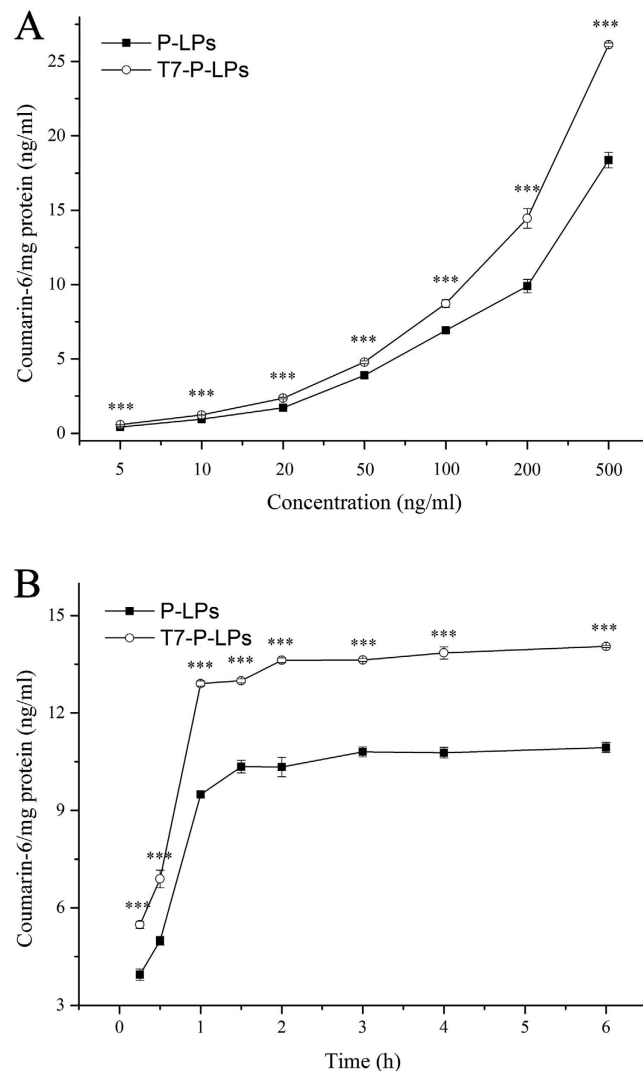 A
P-LPs
T7-P-LPs
***
***
***
***
***
***
***
25
20
15
10
5
0
Coumarin-6/mg protein (ng/ml)
5 10 20 50 100 200 500
Concentration (ng/ml)
B
P-LPs
T7-P-LPs
***
***
***
***
***
***
***
***
15
12
9
6
3
Coumarin-6/mg protein (ng/ml)
0 1 2 3 4 5 6
Time (h)